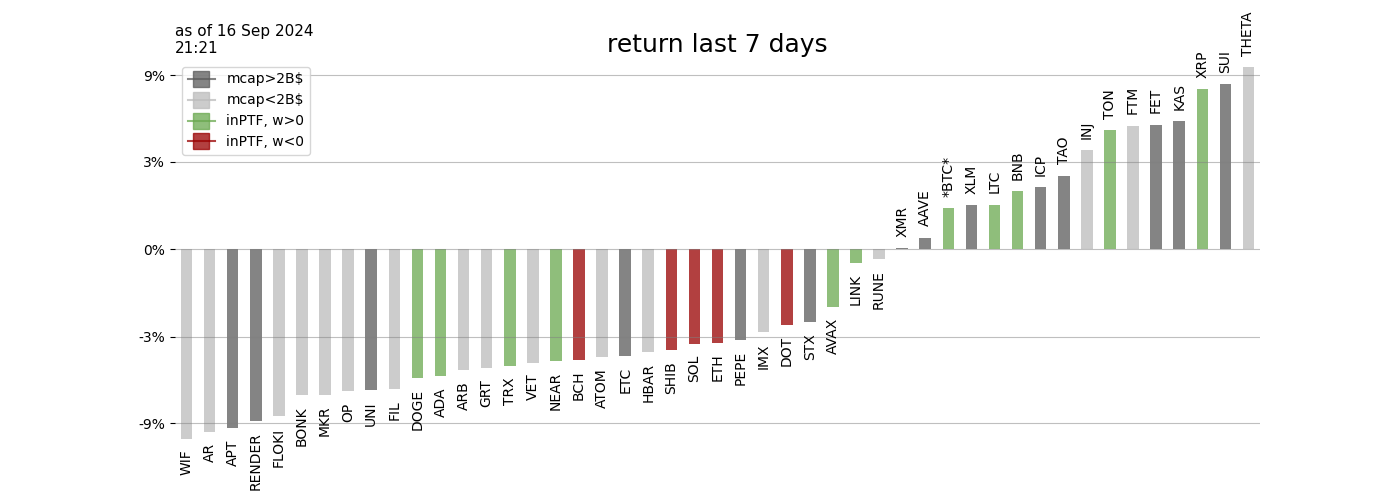 as of 16 Sep 2024
21:21
return last 7 days
mcap>2B$
mcap<2B$
inPTF, w>0
inPTF, w<0
9%
3%
0%
-3%
-9%
WIF
AR
APT
RENDER
FLOKI
BONK
MKR
OP
UNI
FIL
DOGE
ADA
ARB
GRT
TRX
VET
NEAR
BCH
ATOM
ETC
HBAR
SHIB
SOL
ETH
PEPE
IMX
DOT
STX
AVAX
LINK
RUNE
XMR
AAVE
*BTC*
XLM
LTC
BNB
ICP
TAO
INJ
TON
FTM
FET
KAS
XRP
SUI
THETA